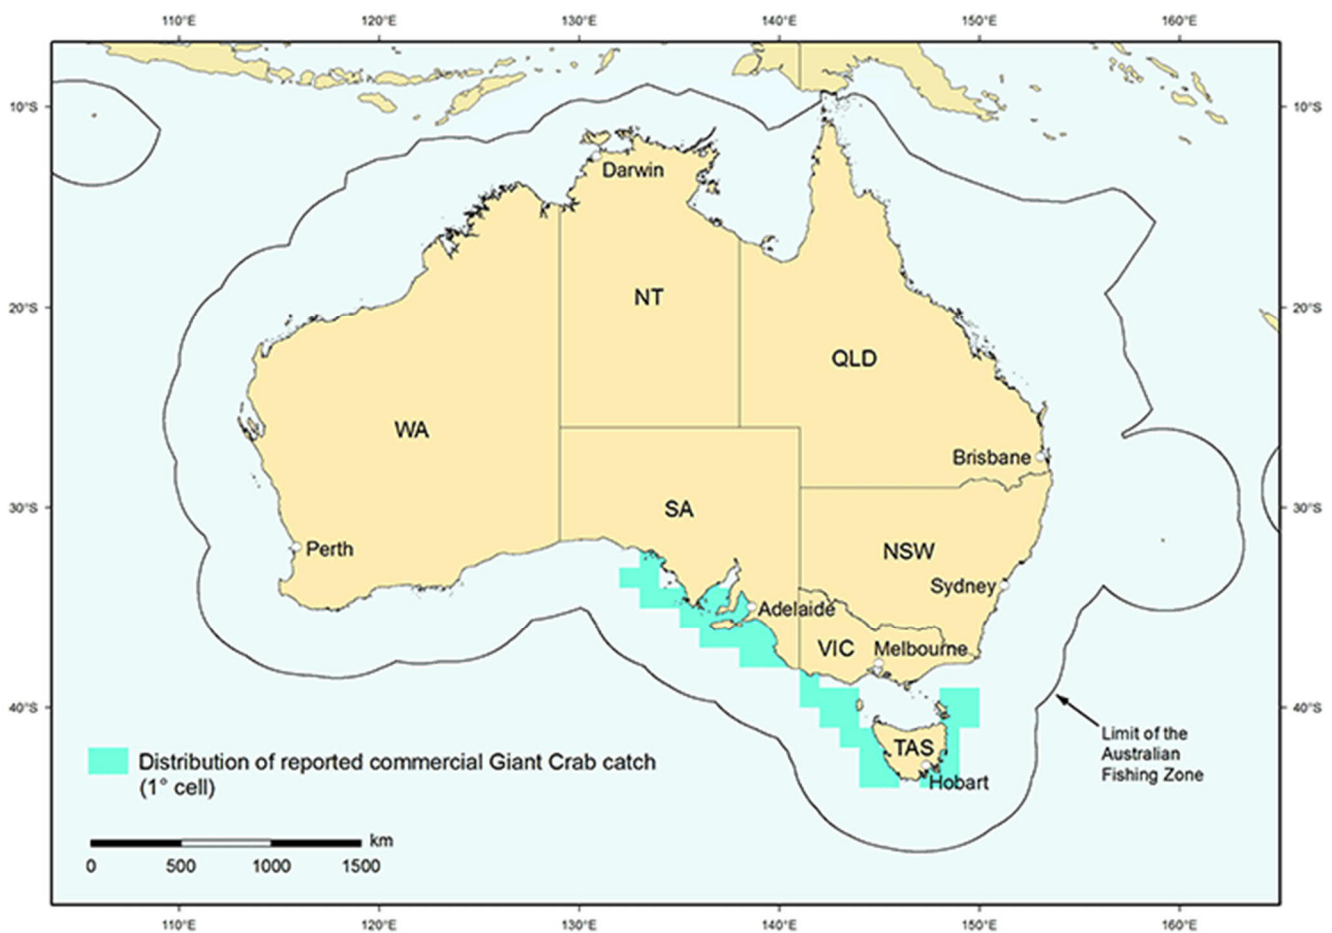 110°E 120°E 130°E 140°E 150°E 160°E
10°S 10°S
Darwin
NT
20°S 20°S
QLD
WA
Brisbane
30°S SA 30°S
NSW
Perth
Sydney
Adelaide
VIC Melbourne
40°S 40°S
Limit of the
Australian
Fishing Zone
TAS
Hobart
Distribution of reported commercial Giant Crab catch
(1° cell)
km
0 500 1000 1500
110°E 120°E 130°E 140°E 150°E 160°E